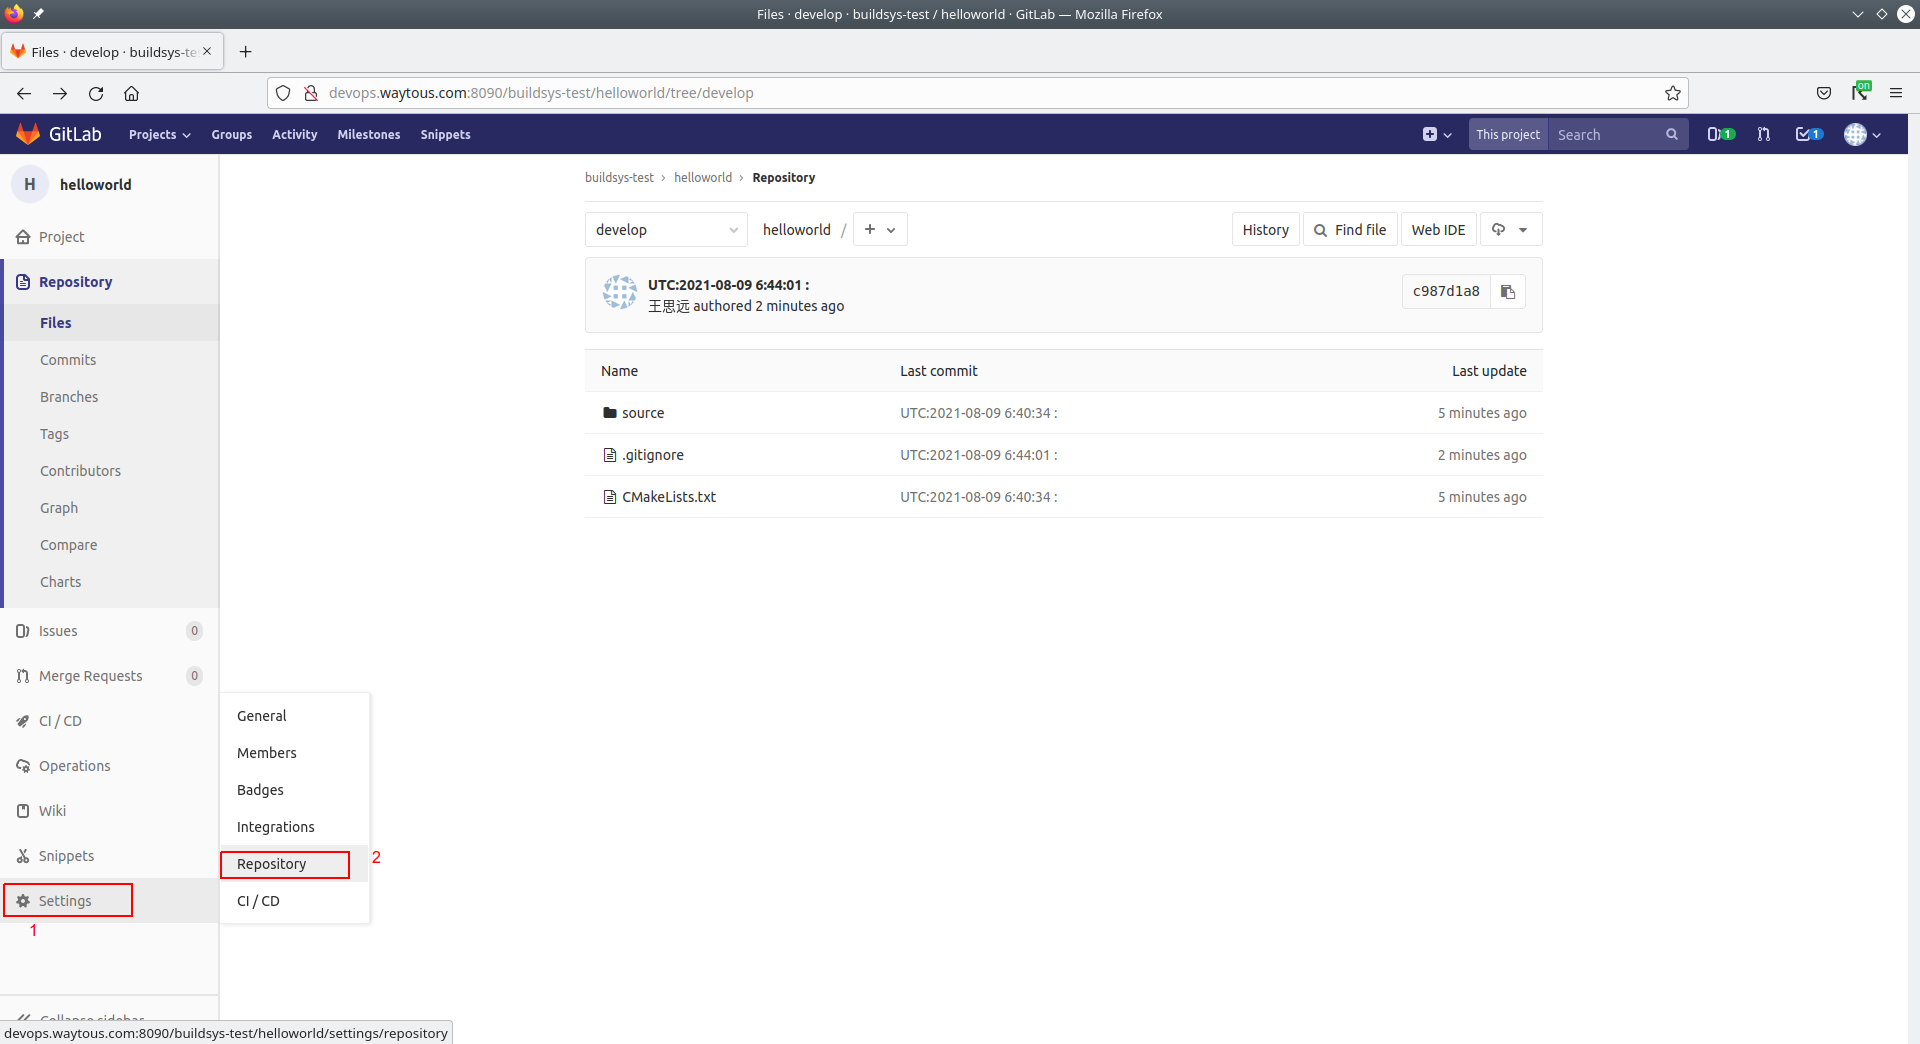 Files · develop · buildsys-test / helloworld · GitLab — Mozilla Firefox
Files · develop · buildsys-te
devops.waytous.com:8090/buildsys-test/helloworld/tree/develop
on
GitLab Projects Groups Activity Milestones Snippets This project Search 1 1
H helloworld
buildsys-test › helloworld › Repository
develop helloworld / + History Find file Web IDE
UTC:2021-08-09 6:44:01 :
王思远 authored 2 minutes ago
c987d1a8
Name Last commit Last update
source UTC:2021-08-09 6:40:34 : 5 minutes ago
.gitignore UTC:2021-08-09 6:44:01 : 2 minutes ago
CMakeLists.txt UTC:2021-08-09 6:40:34 : 5 minutes ago
Project
Repository
Files
Commits
Branches
Tags
Contributors
Graph
Compare
Charts
Issues 0
Merge Requests 0
CI / CD
Operations
Wiki
Snippets
Settings
1
General
Members
Badges
Integrations
Repository 2
CI / CD
Collapse sidebar
devops.waytous.com:8090/buildsys-test/helloworld/settings/repository